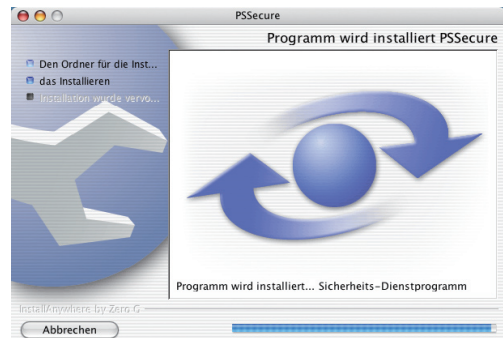 PSSecure
Programm wird installiert PSSecure
Den Ordner für die Inst...
das Installieren
Installation wurde vervo...
Programm wird installiert... Sicherheits-Dienstprogramm
InstallAnywhere by Zero G
Abbrechen